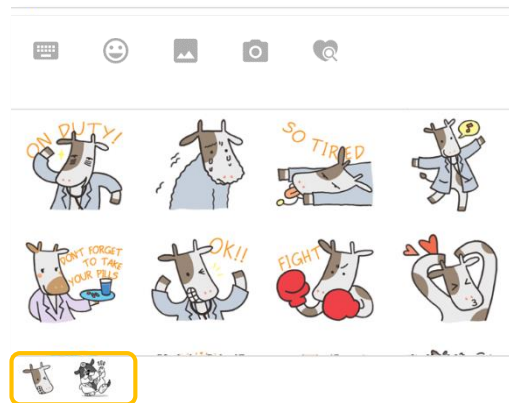 ON DUTY!
SO TIRED
DON'T FORGET
TO TAKE
YOUR PILLS
OK!!
FIGHT